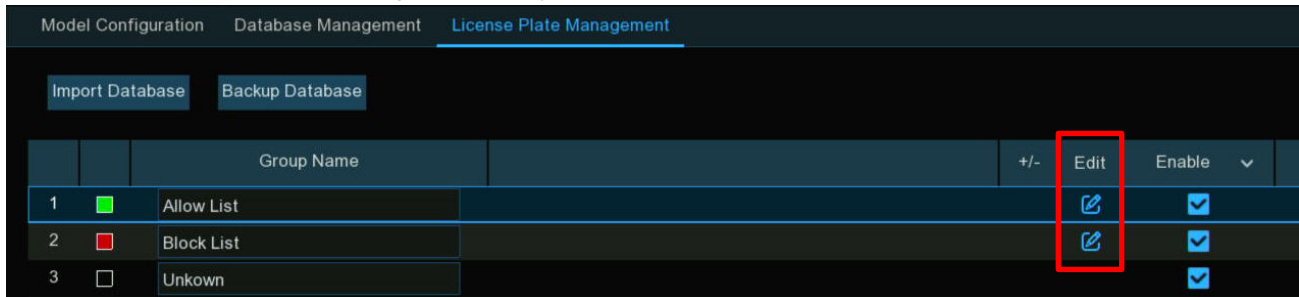 Model Configuration Database Management License Plate Management
Import Database Backup Database
Group Name +/- Edit Enable
1 Allow List
2 Block List
3 Unkown